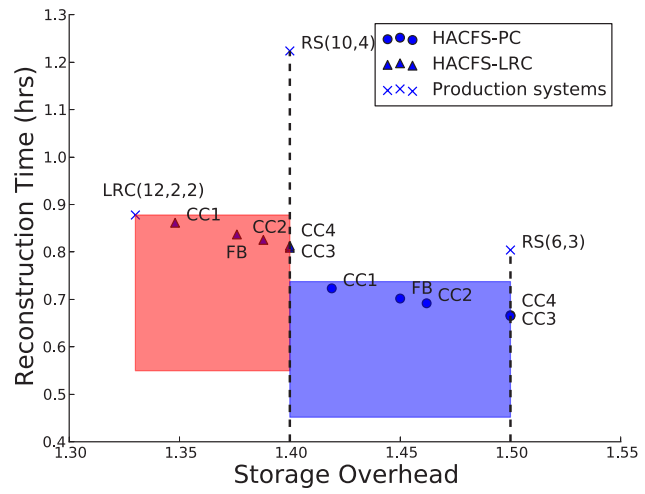 1.3
1.2
1.1
1.0
0.9
0.8
0.7
0.6
0.5
0.4
Reconstruction Time (hrs)
HACFS-PC
HACFS-LRC
Production systems
RS(10,4)
LRC(12,2,2)
CC1
FB
CC2
CC4
CC3
RS(6,3)
CC1
FB
CC2
CC4
CC3
1.30
1.35
1.40
1.45
1.50
1.55
Storage Overhead